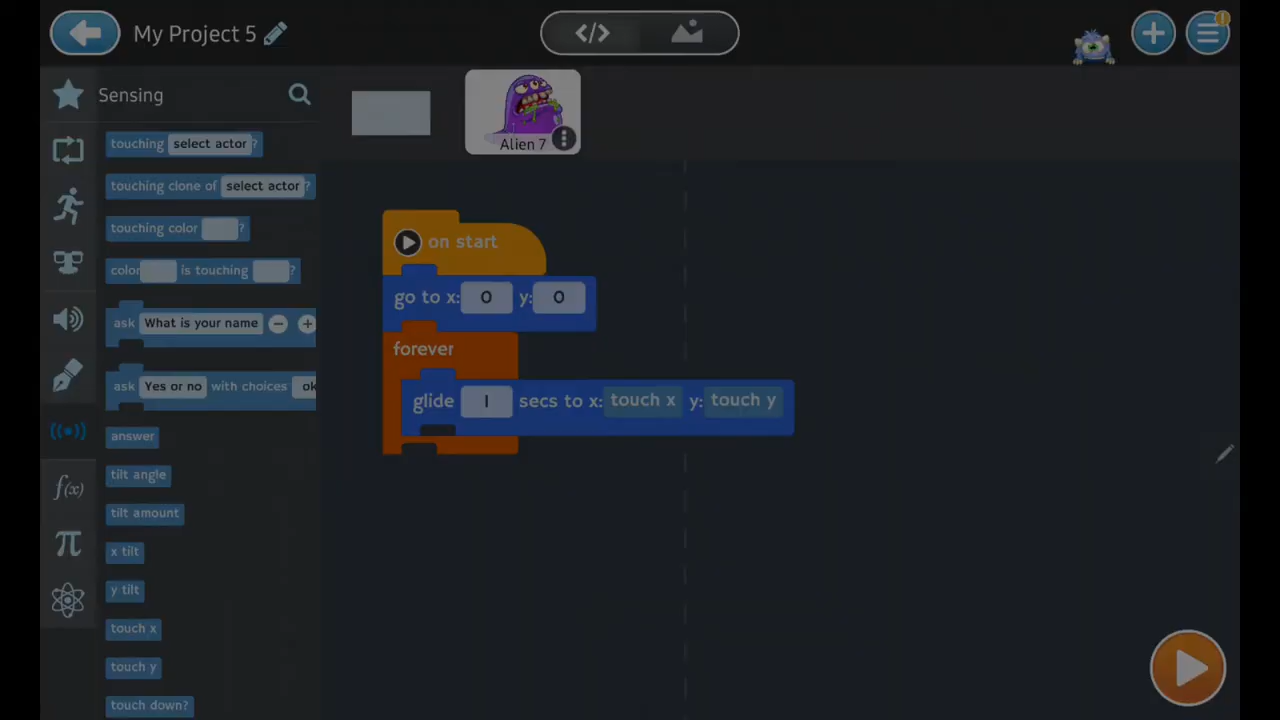 My Project 5
</>
Sensing
Alien 7
touching select actor ?
touching clone of select actor ?
touching color ?
color is touching ?
ask What is your name − +
ask Yes or no with choices ok
answer
tilt angle
tilt amount
x tilt
y tilt
touch x
touch y
touch down?
f(x)
π
on start
go to x: 0 y: 0
forever
glide 1 secs to x: touch x y: touch y